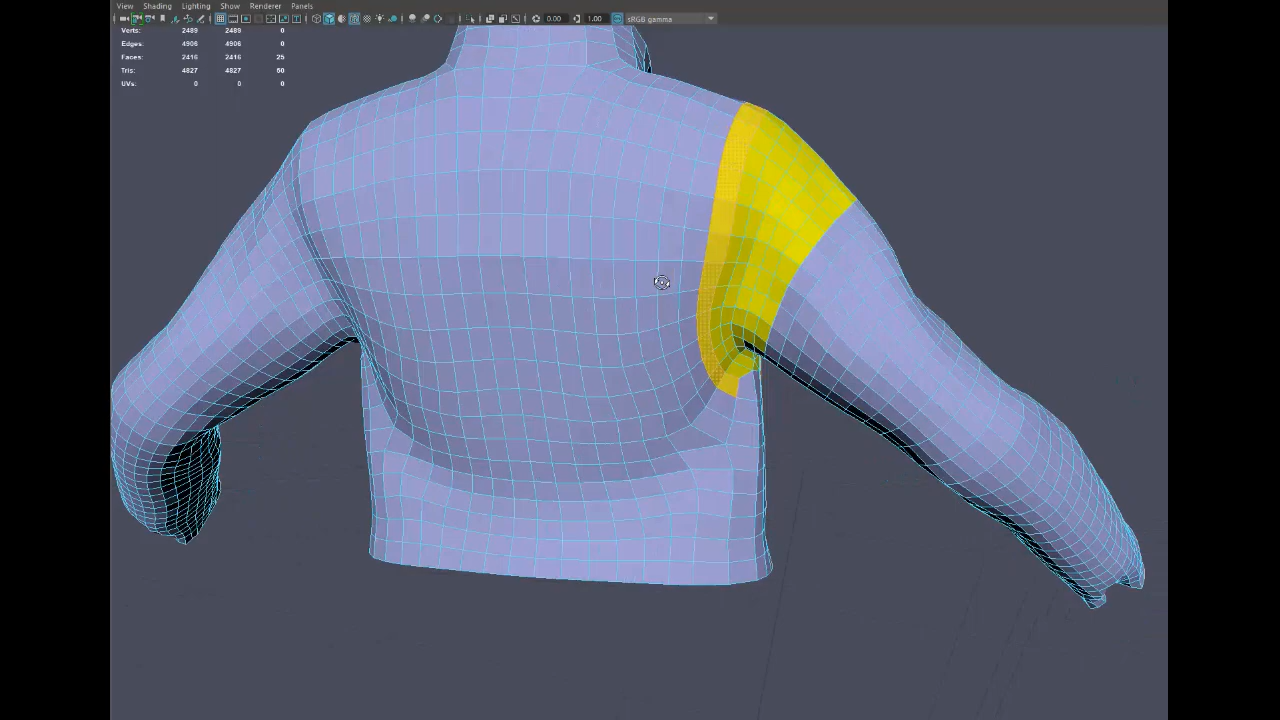 View Shading Lighting Show Renderer Panels
0.00 1.00 sRGB gamma
Verts: 2489 2489 0
Edges: 4906 4906 0
Faces: 2416 2416 25
Tris: 4827 4827 60
UVs: 0 0 0